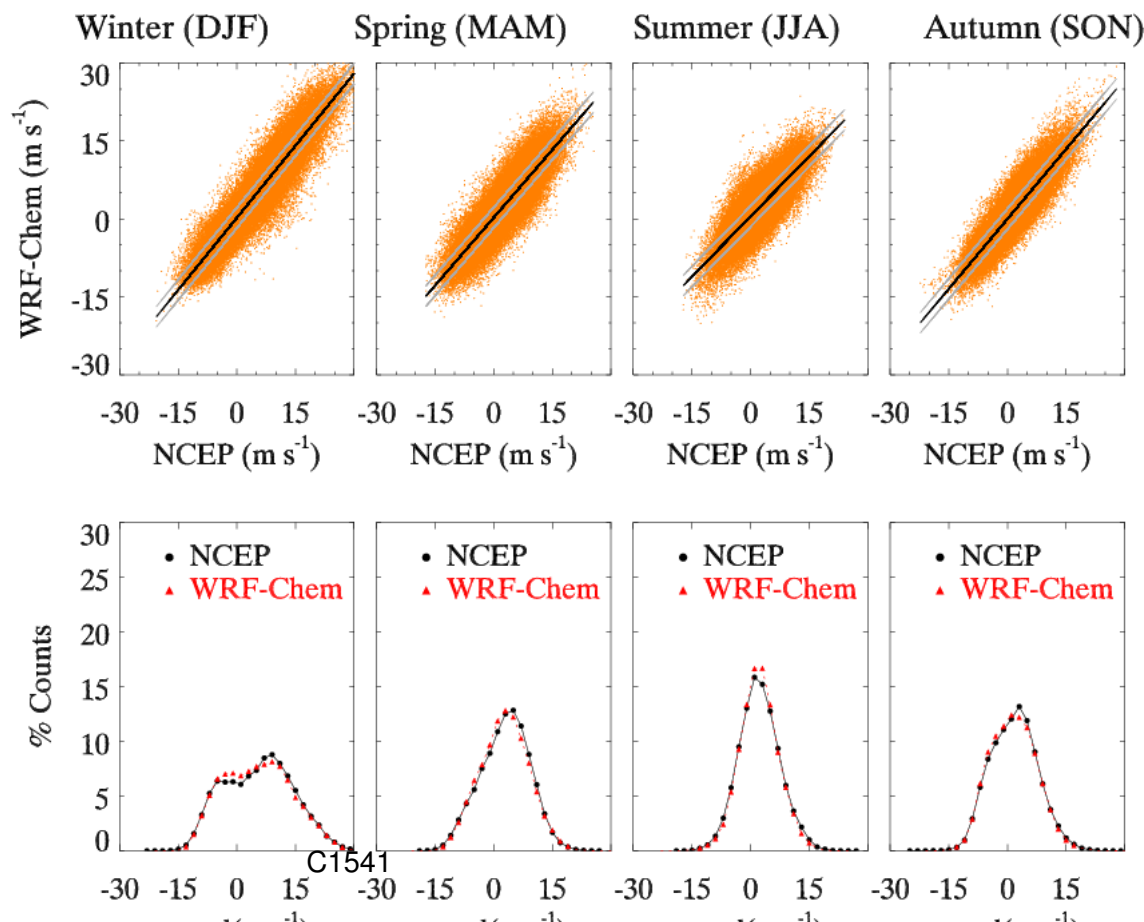 Winter (DJF) Spring (MAM) Summer (JJA) Autumn (SON)
WRF-Chem (m s⁻¹)
30
15
0
-15
-30
-30 -15 0 15 -30 -15 0 15 -30 -15 0 15 -30 -15 0 15
NCEP (m s⁻¹) NCEP (m s⁻¹) NCEP (m s⁻¹) NCEP (m s⁻¹)
% Counts
30
25
20
15
10
5
0
NCEP NCEP NCEP NCEP
WRF-Chem WRF-Chem WRF-Chem WRF-Chem
C1541
-30 -15 0 15 -30 -15 0 15 -30 -15 0 15 -30 -15 0 15